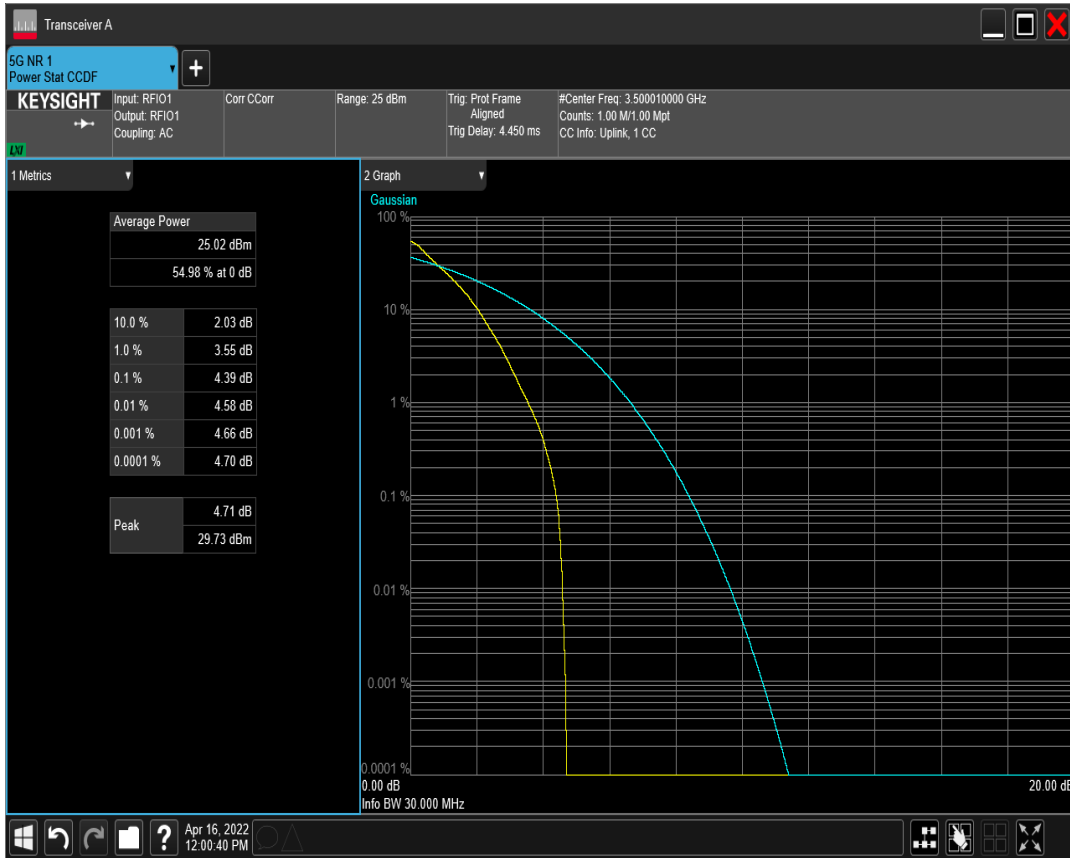 Transceiver A
5G NR 1
Power Stat CCDF
KEYSIGHT
Input: RFIO1
Output: RFIO1
Coupling: AC
Corr CCorr
Range: 25 dBm
Trig: Prot Frame
Aligned
Trig Delay: 4.450 ms
#Center Freq: 3.500010000 GHz
Counts: 1.00 M/1.00 Mpt
CC Info: Uplink, 1 CC
LXI
1 Metrics
Average Power
25.02 dBm
54.98 % at 0 dB
10.0 % 2.03 dB
1.0 % 3.55 dB
0.1 % 4.39 dB
0.01 % 4.58 dB
0.001 % 4.66 dB
0.0001 % 4.70 dB
Peak
4.71 dB
29.73 dBm
2 Graph
Gaussian
100 %
10 %
1 %
0.1 %
0.01 %
0.001 %
0.0001 %
0.00 dB 20.00 dB
Info BW 30.000 MHz
Apr 16, 2022
12:00:40 PM